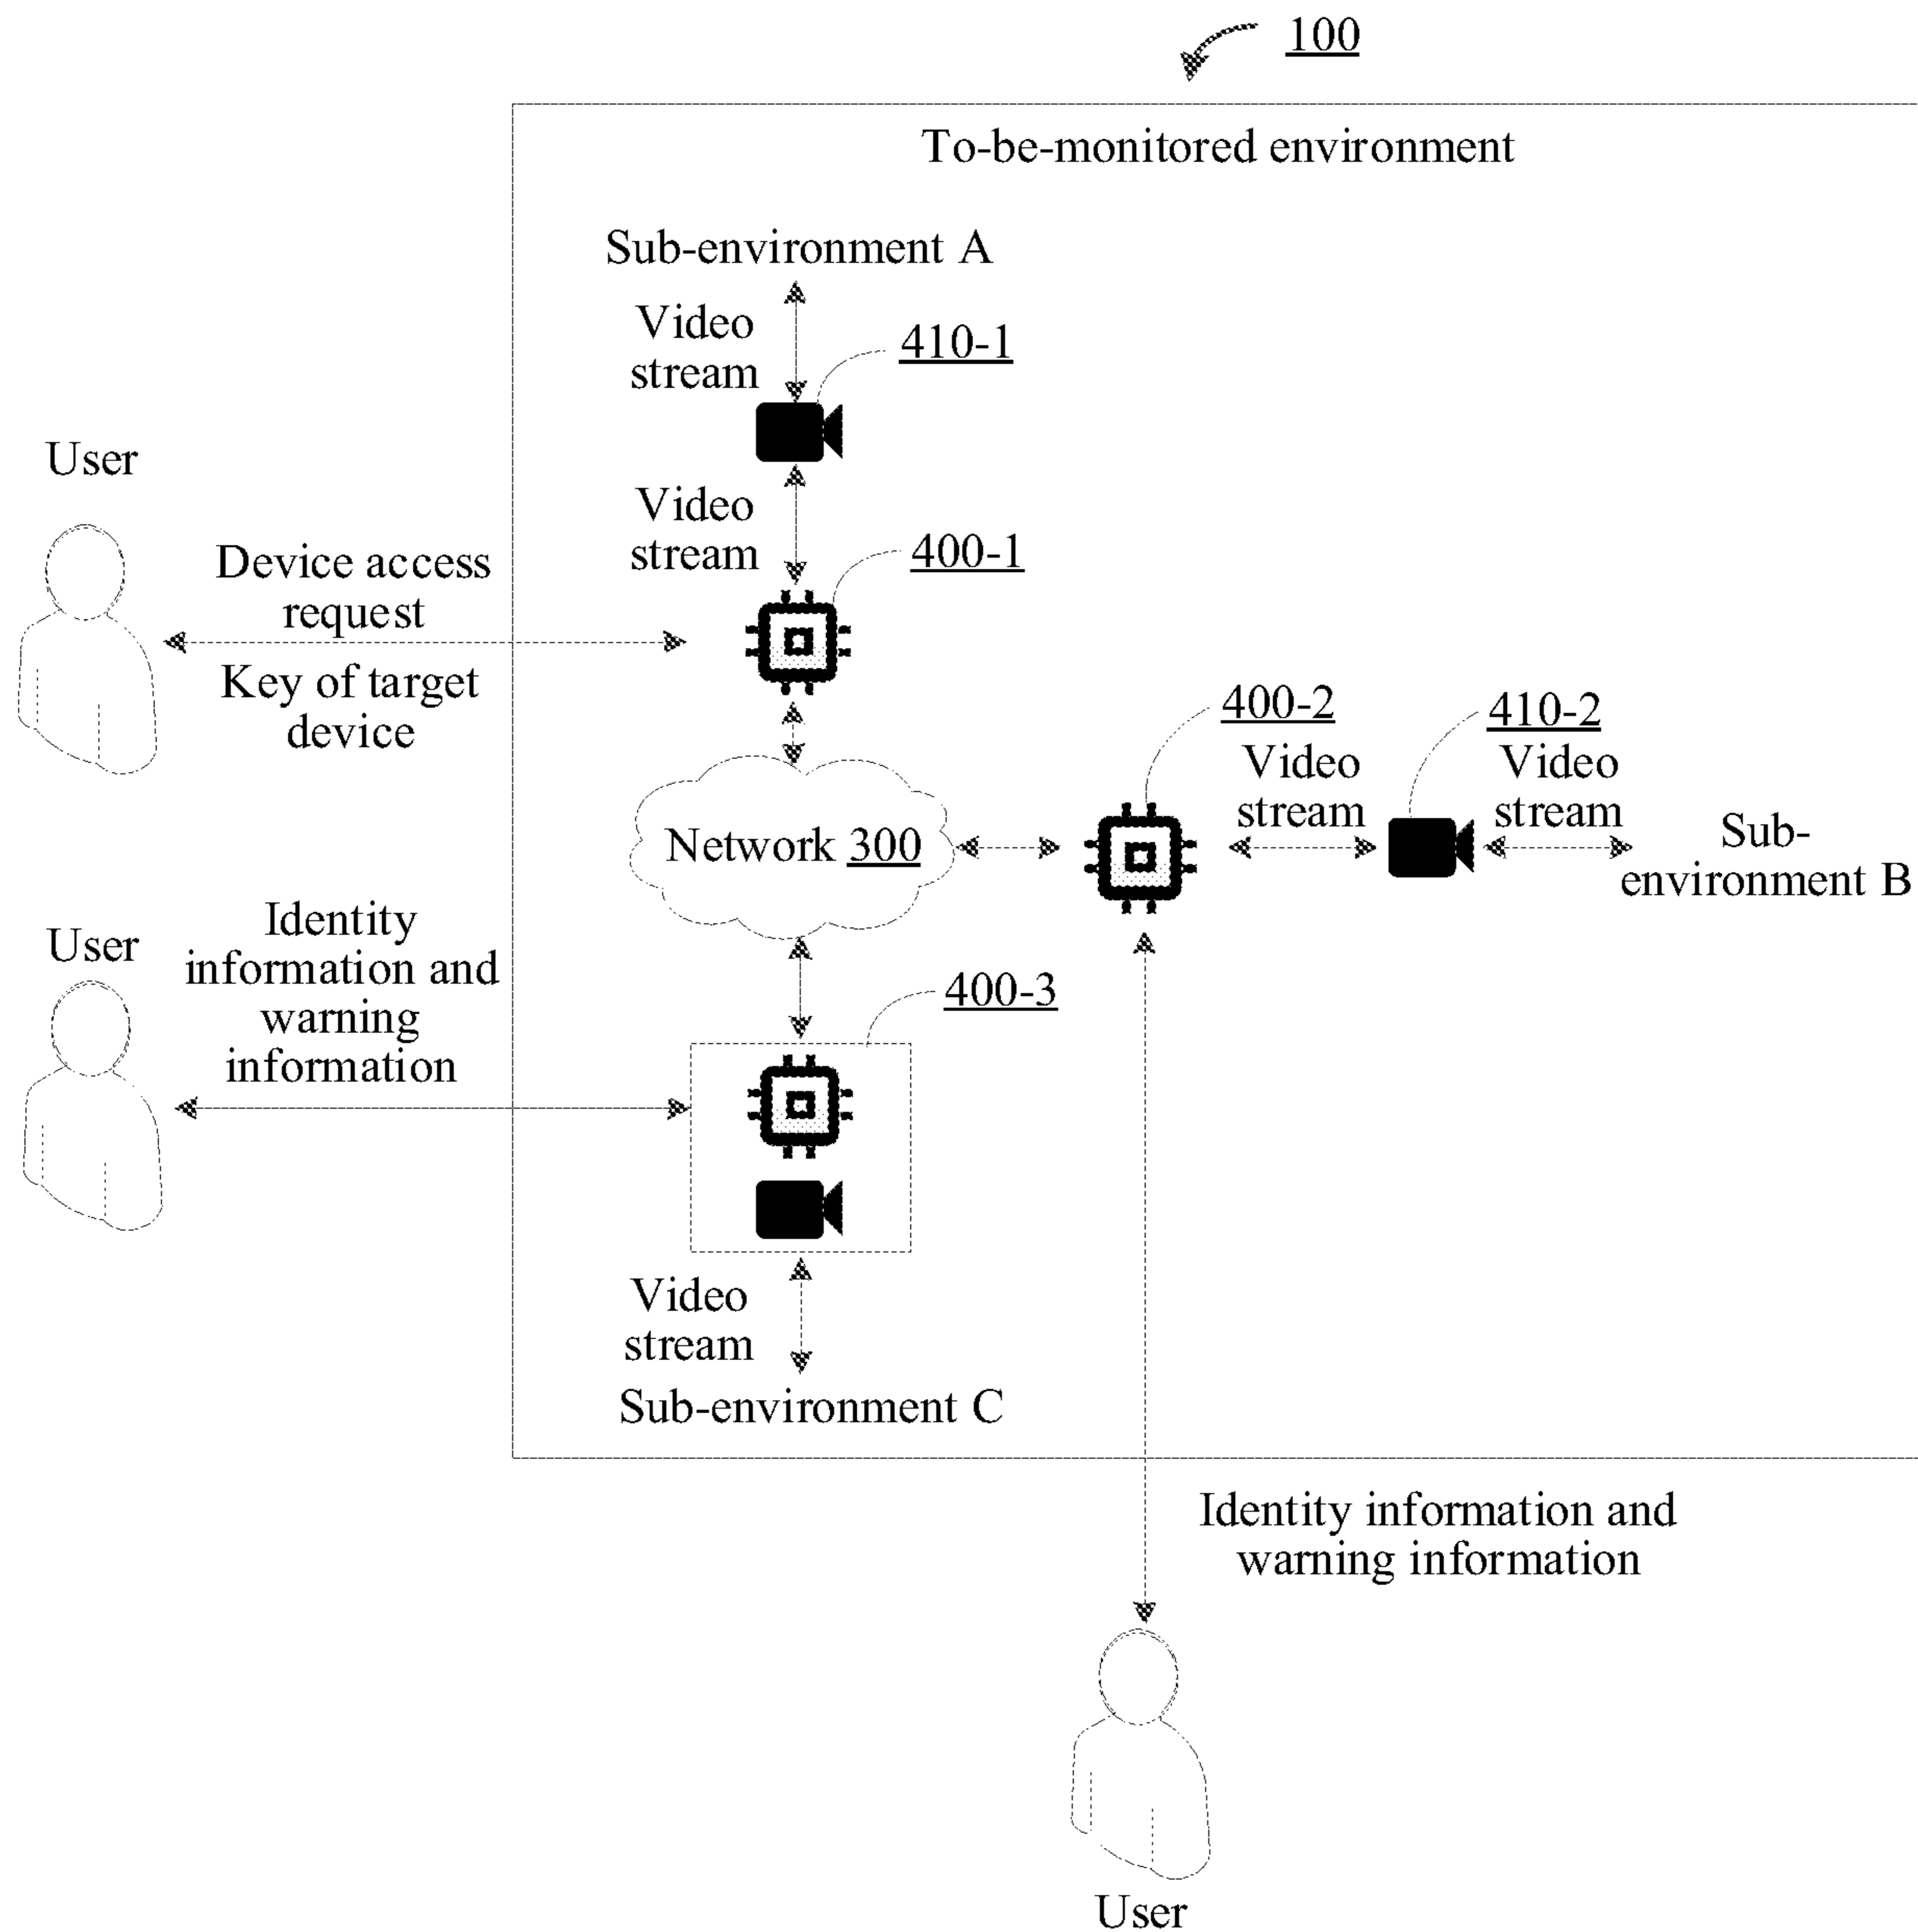 100
To-be-monitored environment
Sub-environment A
Video
stream
410-1
User
Video
stream
400-1
Device access
request
Key of target
device
400-2
410-2
Video
stream
Video
stream
Network 300
Sub-
environment B
User
Identity
information and
warning
information
400-3
Video
stream
Sub-environment C
Identity information and
warning information
User